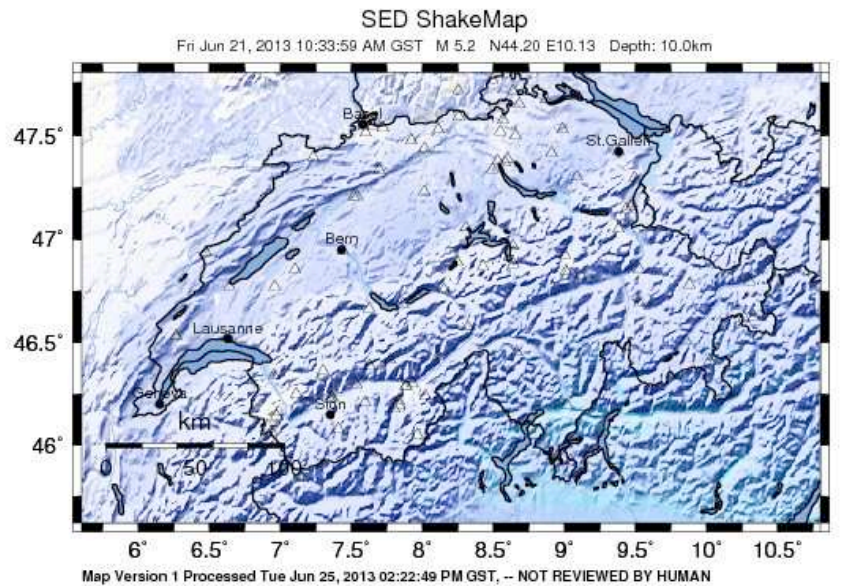 SED ShakeMap
Fri Jun 21, 2013 10:33:59 AM GST M 5.2 N44.20 E10.13 Depth: 10.0km
Basel
47.5˚
St.Gallen
47˚
Bern
46.5˚
Lausanne
Geneva
Sion
km
46˚
0 50 100
6˚ 6.5˚ 7˚ 7.5˚ 8˚ 8.5˚ 9˚ 9.5˚ 10˚ 10.5˚
Map Version 1 Processed Tue Jun 25, 2013 02:22:49 PM GST, -- NOT REVIEWED BY HUMAN